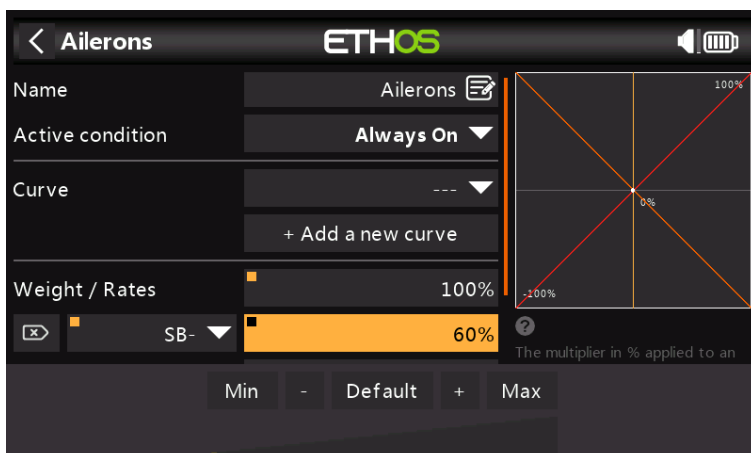 Ailerons
ETHOS
Name
Ailerons
Active condition
Always On
Curve
---
+ Add a new curve
Weight / Rates
100%
SB-
60%
100%
0%
-100%
The multiplier in % applied to an
Min
-
Default
+
Max